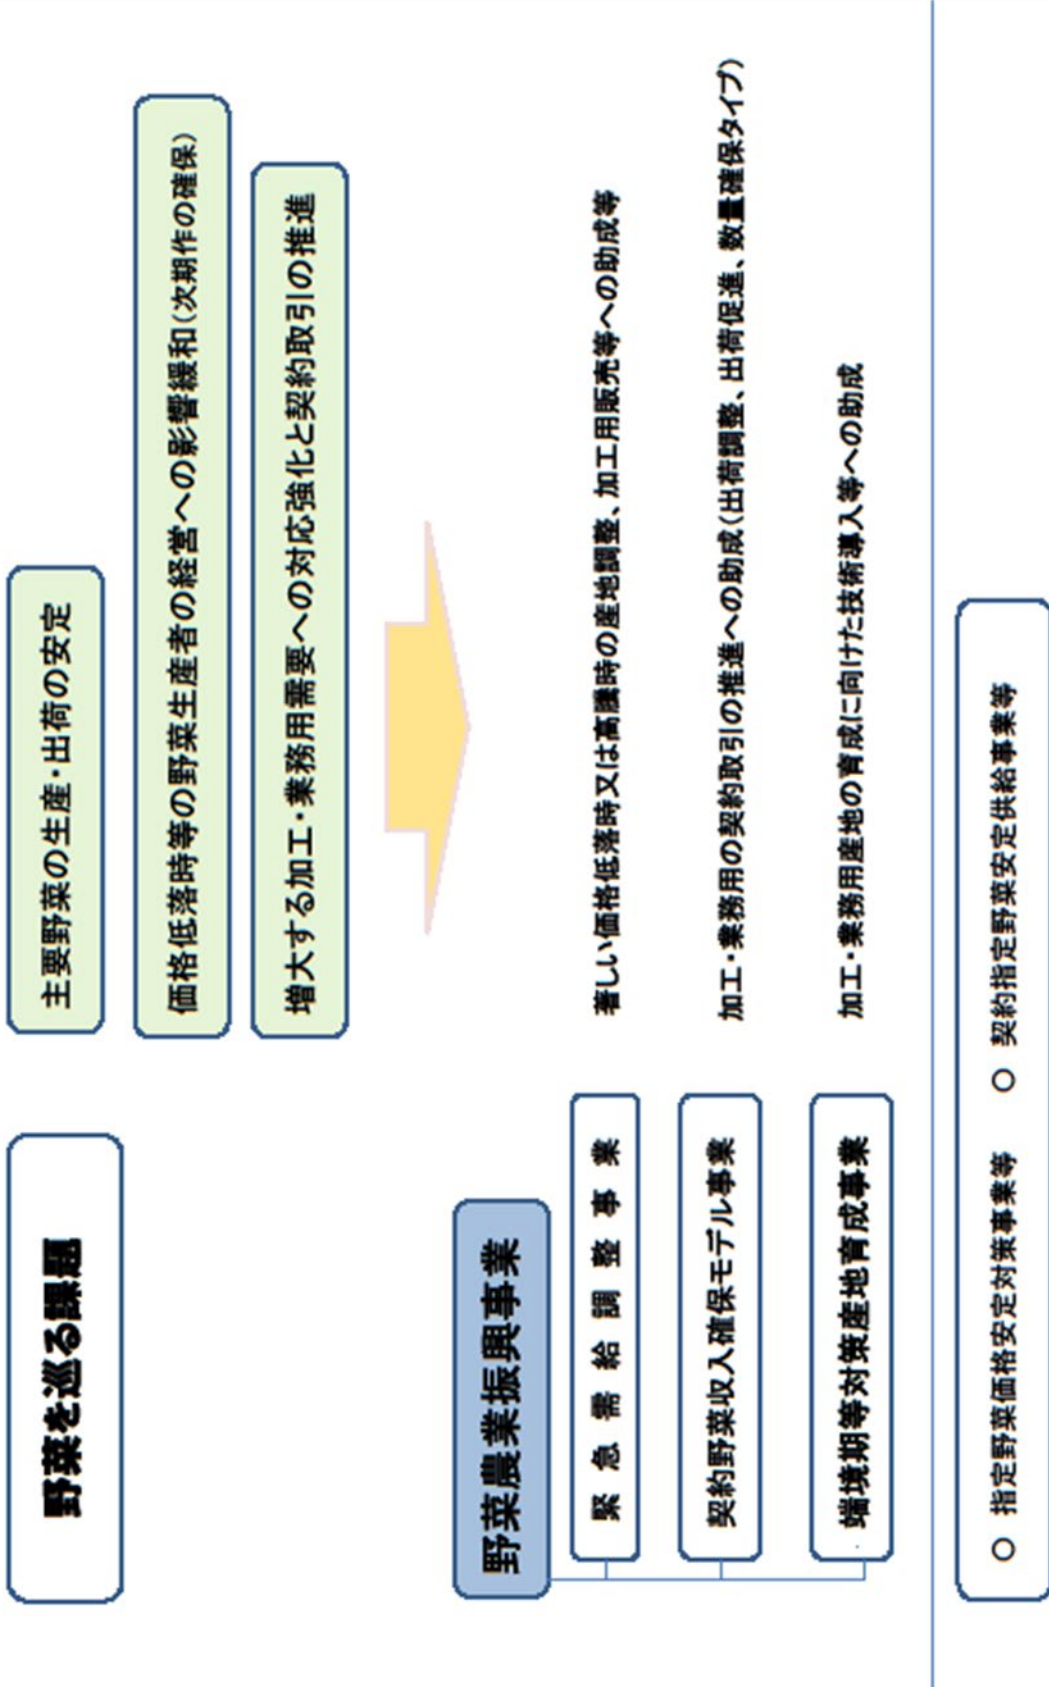 野菜を巡る課題
主要野菜の生産・出荷の安定
価格低落時等の野菜生産者の経営への影響緩和(次期作の確保)
増大する加工・業務用需要への対応強化と契約取引の推進
野菜農業振興事業
緊急需給調整事業
著しい価格低落時又は高騰時の産地調整、加工用販売等への助成等
契約野菜収入確保モデル事業
加工・業務用の契約取引の推進への助成(出荷調整、出荷促進、数量確保タイプ)
端境期等対策産地育成事業
加工・業務用産地の育成に向けた技術導入等への助成
○ 指定野菜価格安定対策事業等 ○ 契約指定野菜安定供給事業等